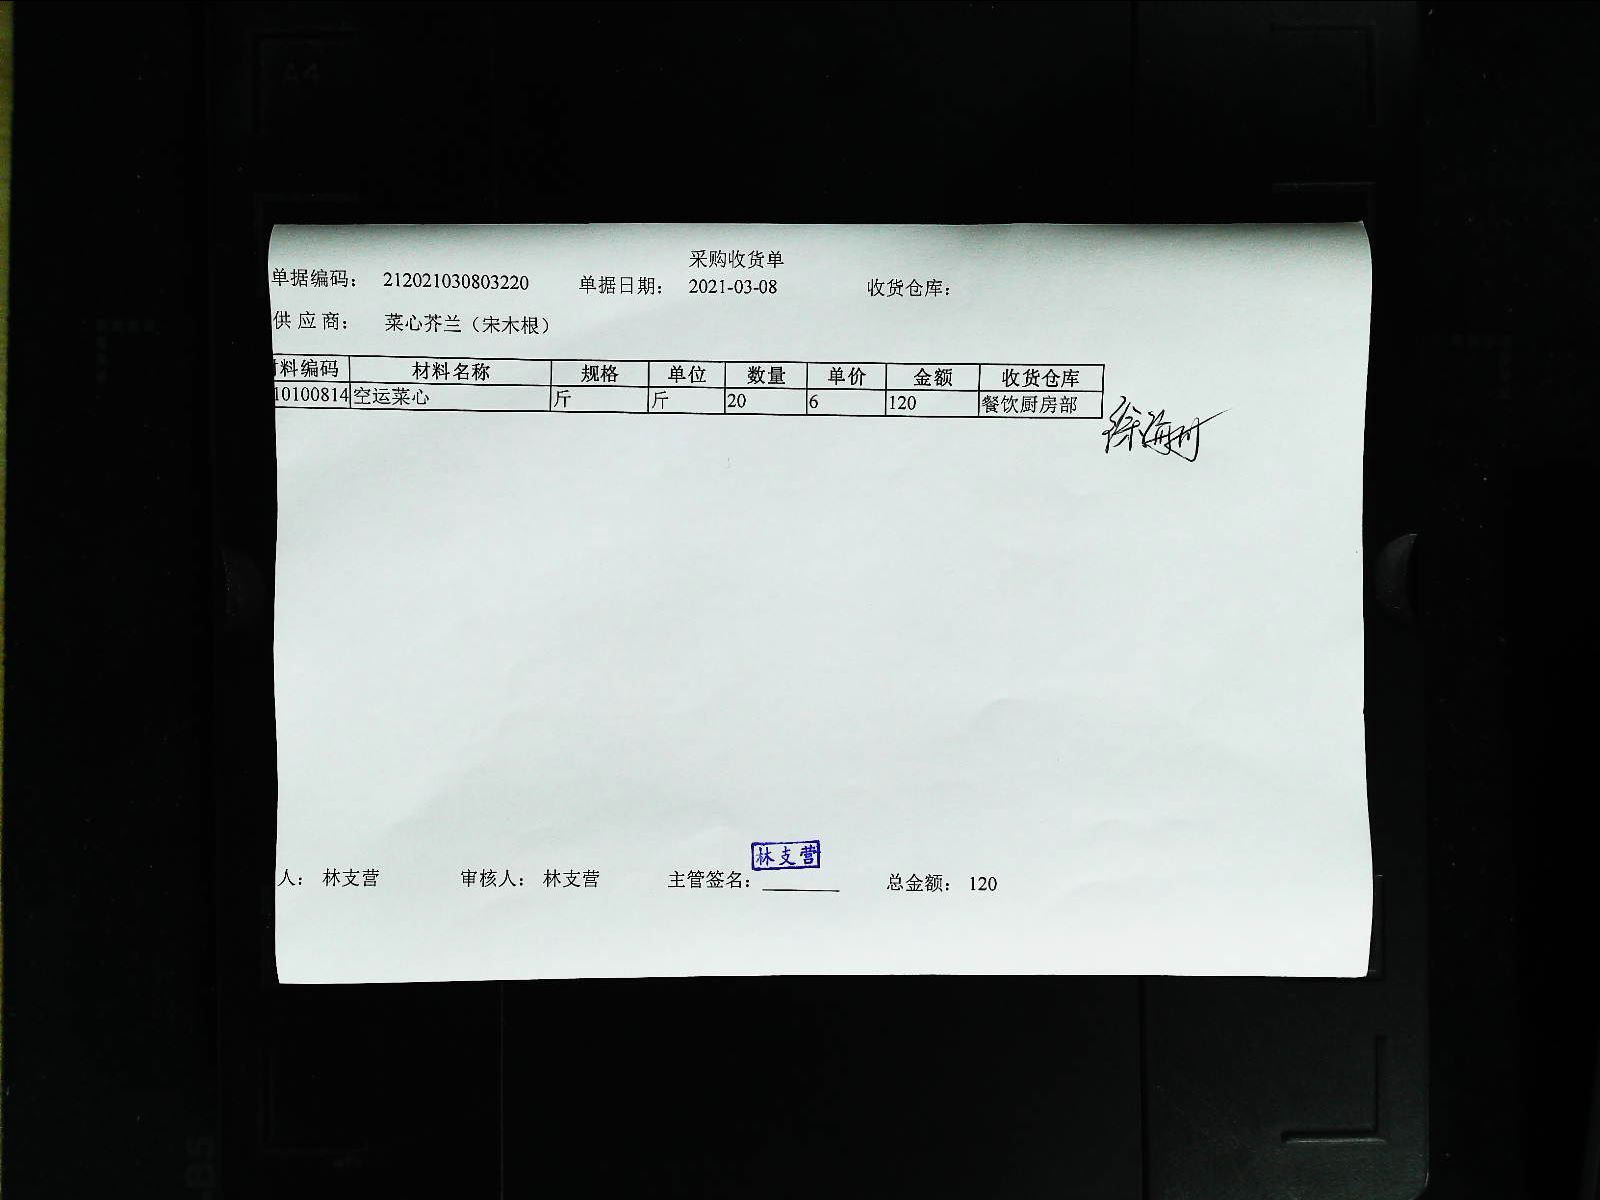 采购收货单
单据编码： 212021030803220 单据日期： 2021-03-08 收货仓库：
供 应 商： 菜心芥兰（宋木根）
料编码 材料名称 规格 单位 数量 单价 金额 收货仓库
10100814 空运菜心 斤 斤 20 6 120 餐饮厨房部
林支营
人： 林支营 审核人： 林支营 主管签名： 总金额： 120
A4